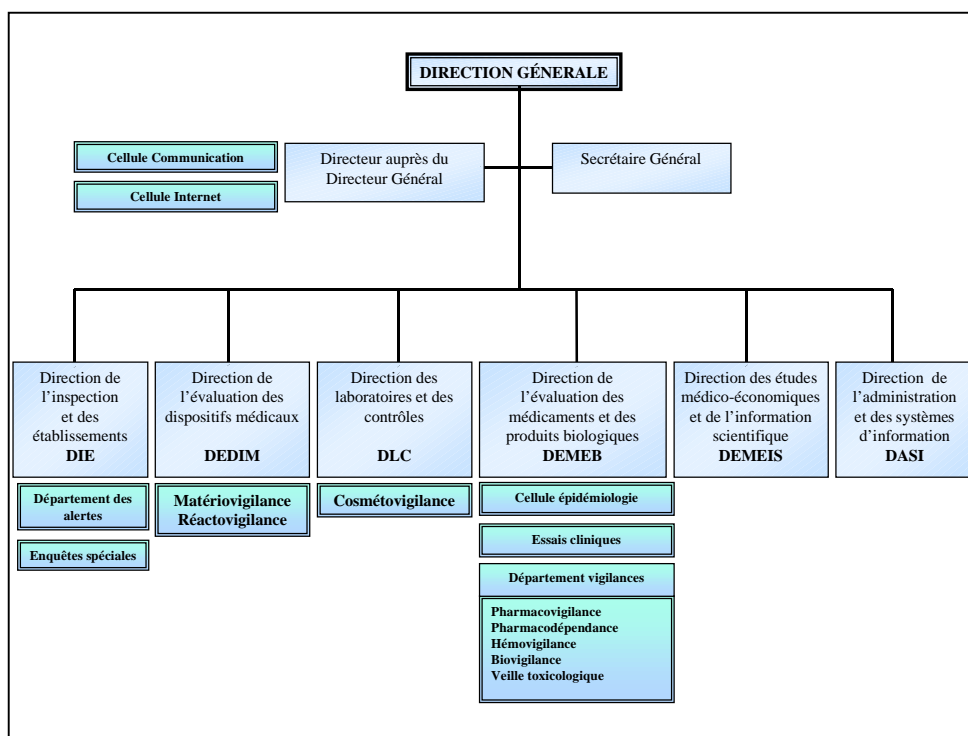 DIRECTION GÉNERALE
Cellule Communication
Cellule Internet
Directeur auprès du
Directeur Général
Secrétaire Général
Direction de
l’inspection
et des
établissements
DIE
Département des
alertes
Enquêtes spéciales
Direction de
l’évaluation des
dispositifs médicaux
DEDIM
Matériovigilance
Réactovigilance
Direction des
laboratoires et des
contrôles
DLC
Cosmétovigilance
Direction de
l’évaluation des
médicaments et des
produits biologiques
DEMEB
Cellule épidémiologie
Essais cliniques
Département vigilances
Pharmacovigilance
Pharmacodépendance
Hémovigilance
Biovigilance
Veille toxicologique
Direction des études
médico-économiques
et de l’information
scientifique
DEMEIS
Direction de
l’administration
et des systèmes
d’information
DASI